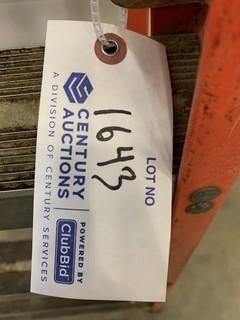 CENTURY
AUCTIONS
A DIVISION OF CENTURY SERVICES
POWERED BY
ClubBid
1643
LOT NO